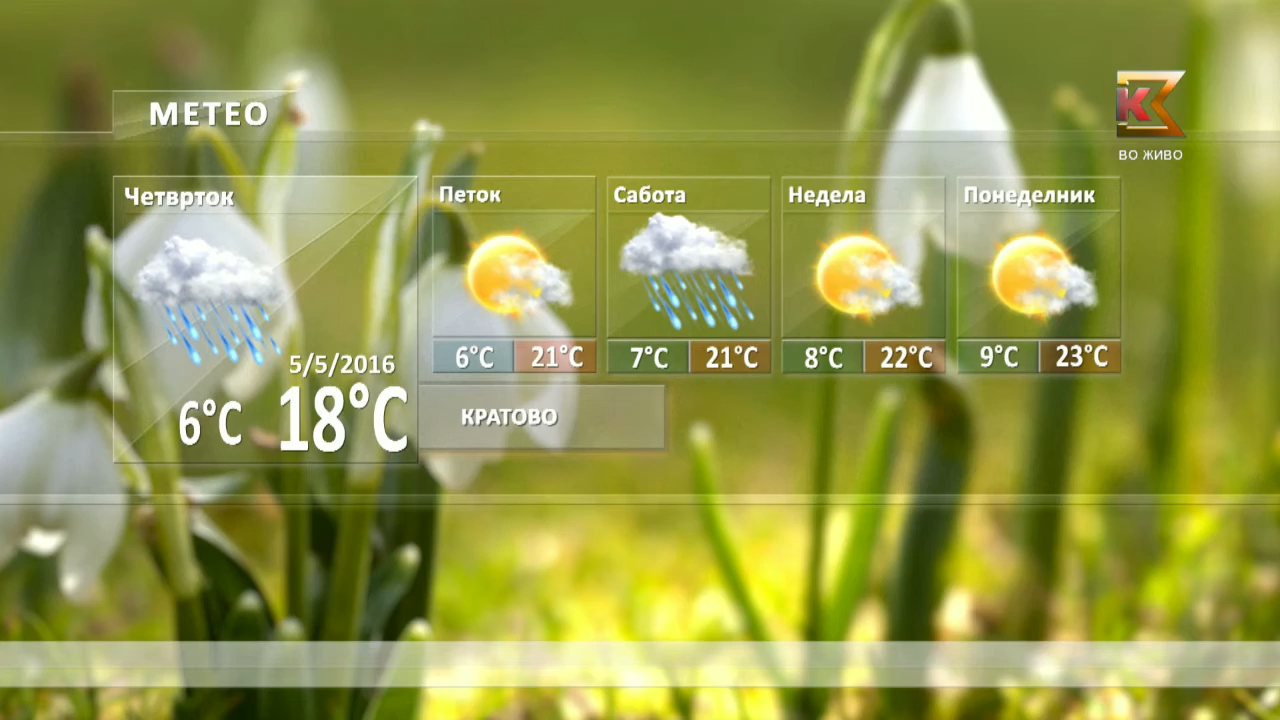 МЕТЕО
К
ВО ЖИВО
Четврток
5/5/2016
6°C 18°C
Петок
6°C 21°C
Сабота
7°C 21°C
Недела
8°C 22°C
Понеделник
9°C 23°C
КРАТОВО